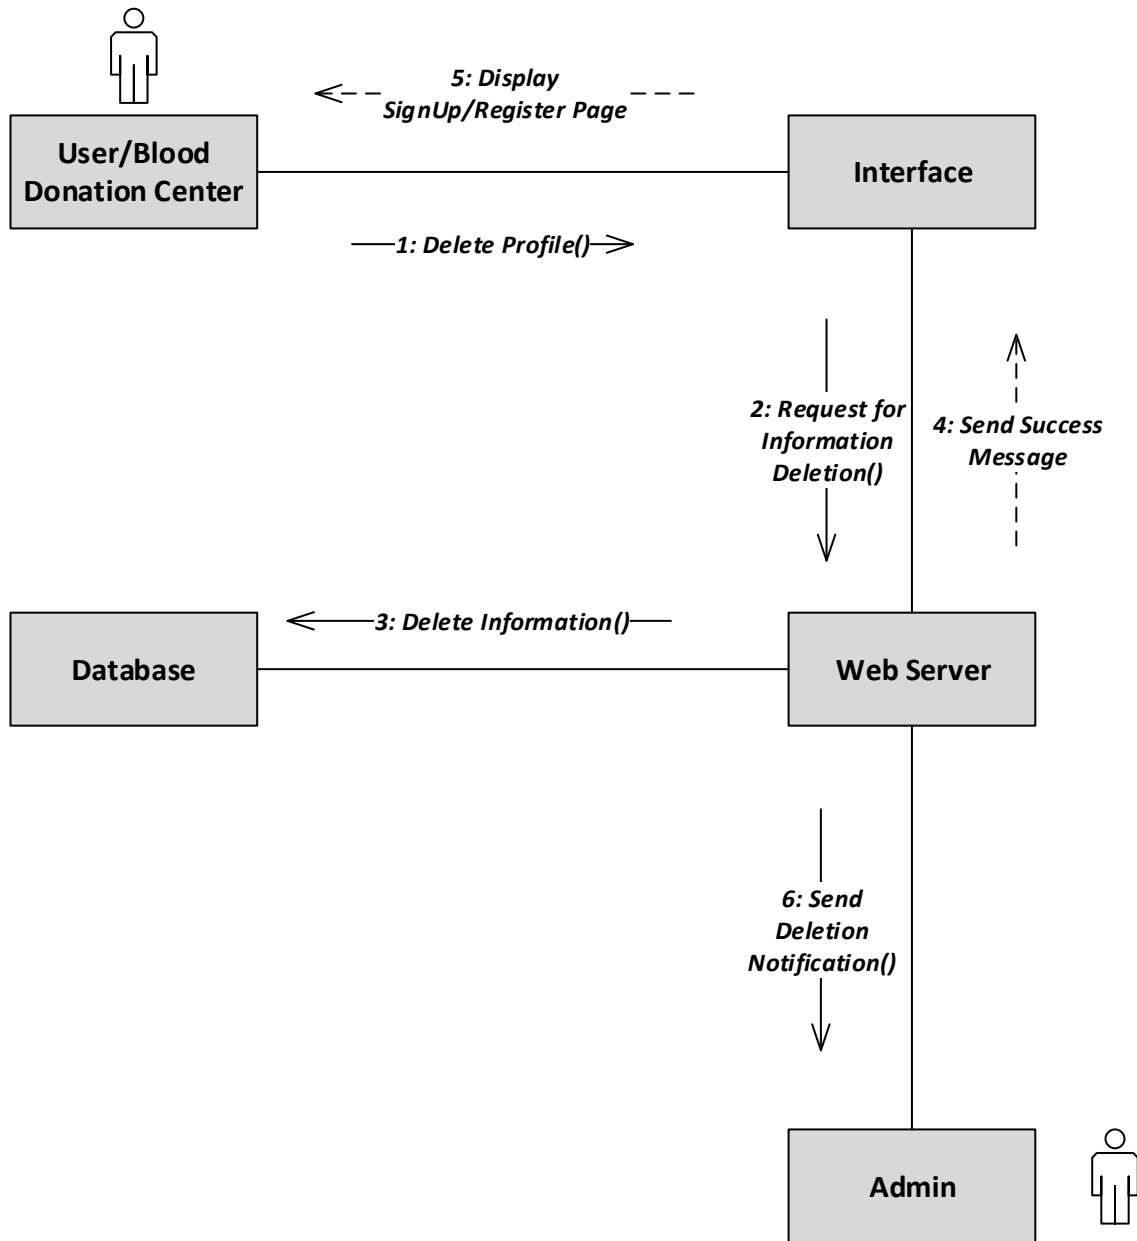 5: Display
SignUp/Register Page
User/Blood
Donation Center
Interface
1: Delete Profile()
2: Request for
Information
Deletion()
4: Send Success
Message
3: Delete Information()
Database
Web Server
6: Send
Deletion
Notification()
Admin